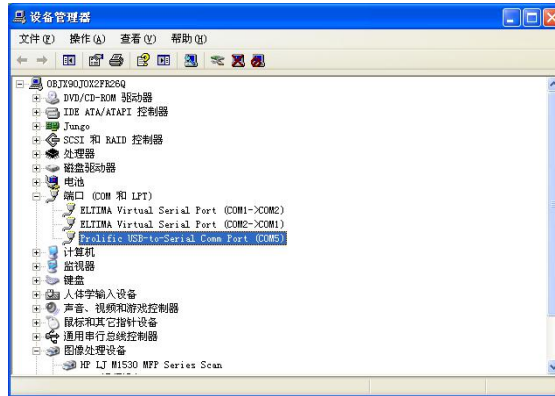 设备管理器
文件(F) 操作(A) 查看(V) 帮助(H)
OBJX90J0X2FR26Q
DVD/CD-ROM 驱动器
IDE ATA/ATAPI 控制器
Jungo
SCSI 和 RAID 控制器
处理器
磁盘驱动器
电池
端口 (COM 和 LPT)
ELTIMA Virtual Serial Port (COM1->COM2)
ELTIMA Virtual Serial Port (COM2->COM1)
Prolific USB-to-Serial Comm Port (COM5)
计算机
监视器
键盘
人体学输入设备
声音、视频和游戏控制器
鼠标和其它指针设备
通用串行总线控制器
图像处理设备
HP LJ M1530 MFP Series Scan